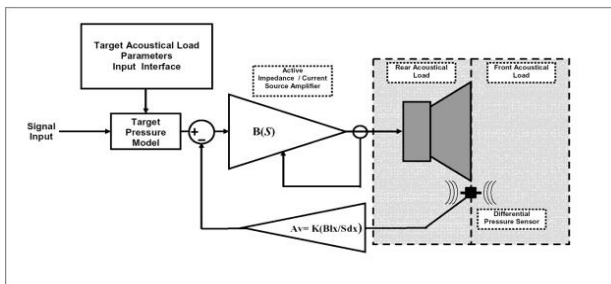 Target Acoustical Load
Parameters
Input Interface
Active
Impedance / Current
Source Amplifier
Rear Acoustical
Load
Front Acoustical
Load
Signal
Input
Target
Pressure
Model
+
-
B(S)
Differential
Pressure Sensor
Av= K(Blx/Sdx)